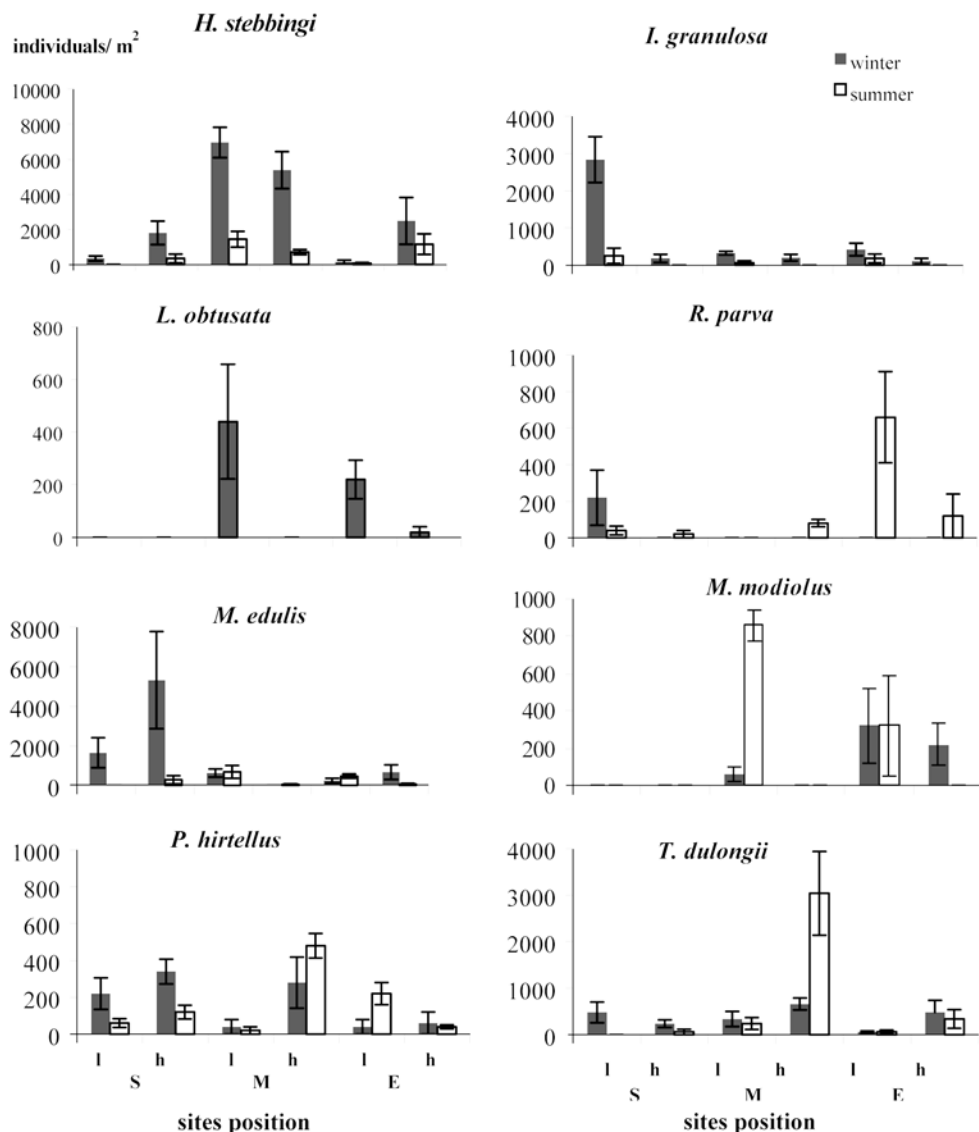 H. stebbingi
individuals/ m²
10000
8000
6000
4000
2000
0
I. granulosa
winter
summer
4000
3000
2000
1000
0
L. obtusata
800
600
400
200
0
R. parva
1000
800
600
400
200
0
M. edulis
8000
6000
4000
2000
0
M. modiolus
1000
800
600
400
200
0
P. hirtellus
1000
800
600
400
200
0
l h l h l h
S M E
sites position
T. dulongii
4000
3000
2000
1000
0
l h l h l h
S M E
sites position